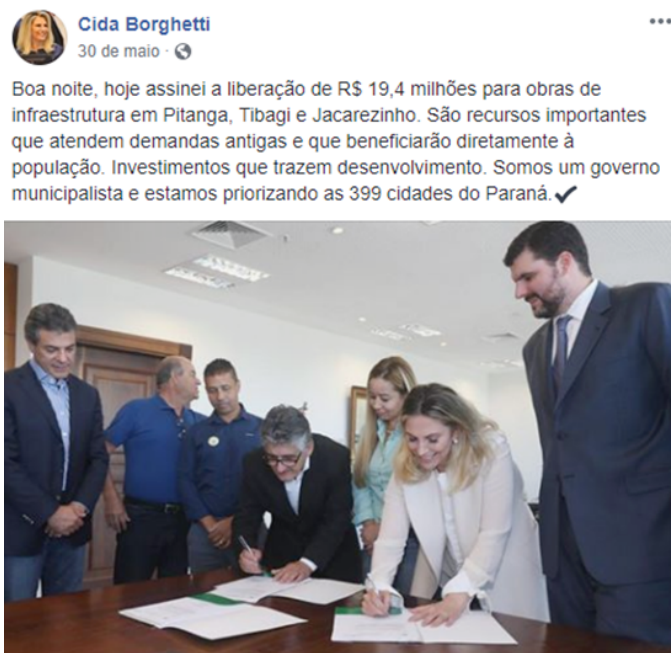 Cida Borghetti
30 de maio
Boa noite, hoje assinei a liberação de R$ 19,4 milhões para obras de
infraestrutura em Pitanga, Tibagi e Jacarezinho. São recursos importantes
que atendem demandas antigas e que beneficiarão diretamente à
população. Investimentos que trazem desenvolvimento. Somos um governo
municipalista e estamos priorizando as 399 cidades do Paraná.✔